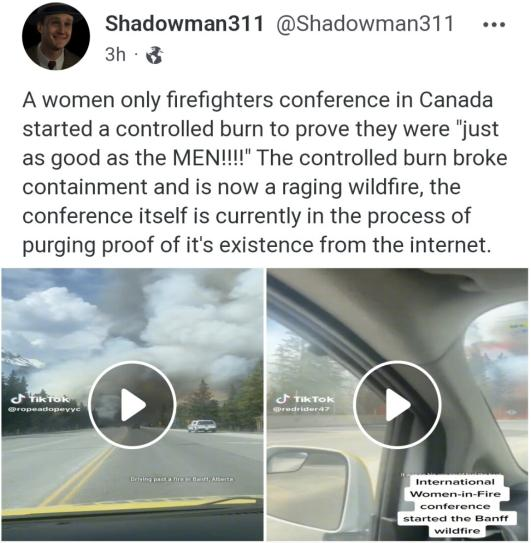 Shadowman311 @Shadowman311
3h ·
A women only firefighters conference in Canada
started a controlled burn to prove they were "just
as good as the MEN!!!!" The controlled burn broke
containment and is now a raging wildfire, the
conference itself is currently in the process of
purging proof of it's existence from the internet.
TikTok
@ropeadopeyyc
Driving past a fire in Banff, Alberta
TikTok
@redrider47
International
Women-in-Fire
conference
started the Banff
wildfire